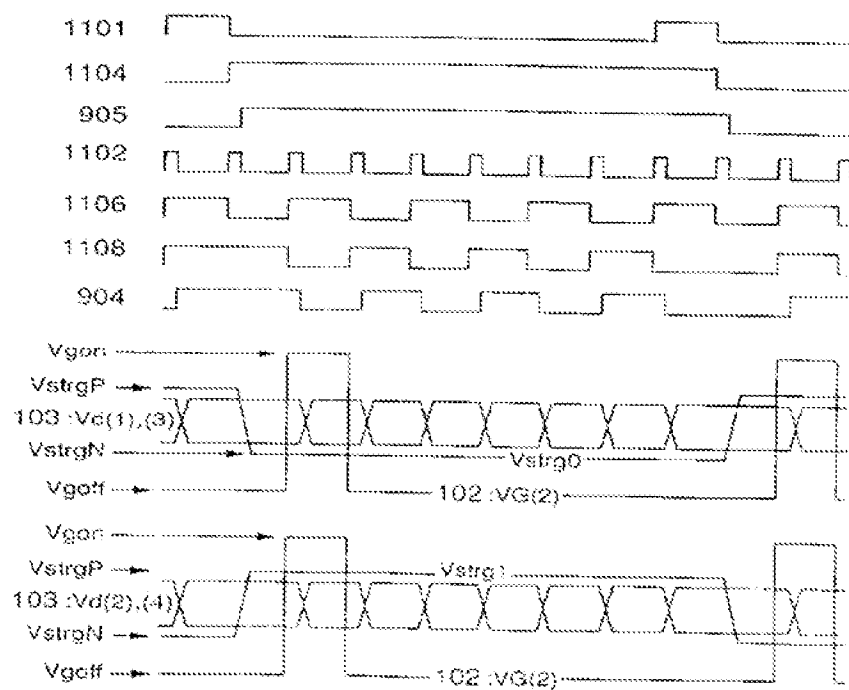 1101
1104
905
1102
1106
1108
904
Vgon
VstrgP
103 :Vd(1),(3)
VstrgN
Vstrg0
Vgoff
102 :VG(2)
Vgon
VstrgP
Vstrg1
103 :Vd(2),(4)
VstrgN
Vgoff
102 :VG(2)